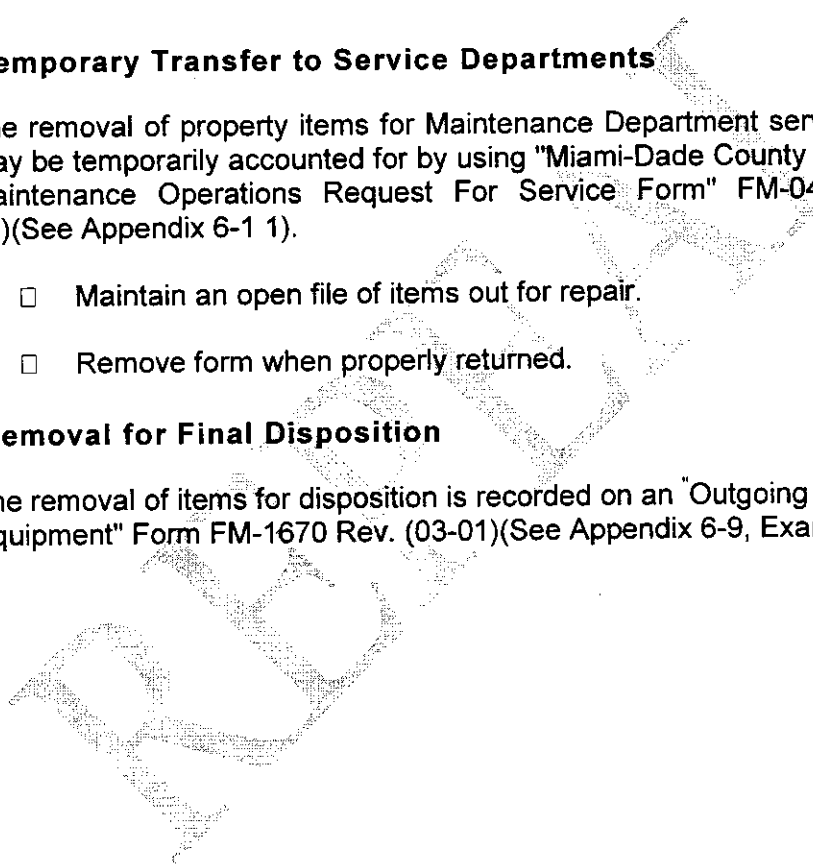 emporary Transfer to Service Departments
e removal of property items for Maintenance Department ser
ay be temporarily accounted for by using "Miami-Dade County
aintenance Operations Request For Service Form" FM-04
)(See Appendix 6-1 1).
□ Maintain an open file of items out for repair.
□ Remove form when properly returned.
emoval for Final Disposition
e removal of items for disposition is recorded on an "Outgoing
quipment" Form FM-1670 Rev. (03-01)(See Appendix 6-9, Exa